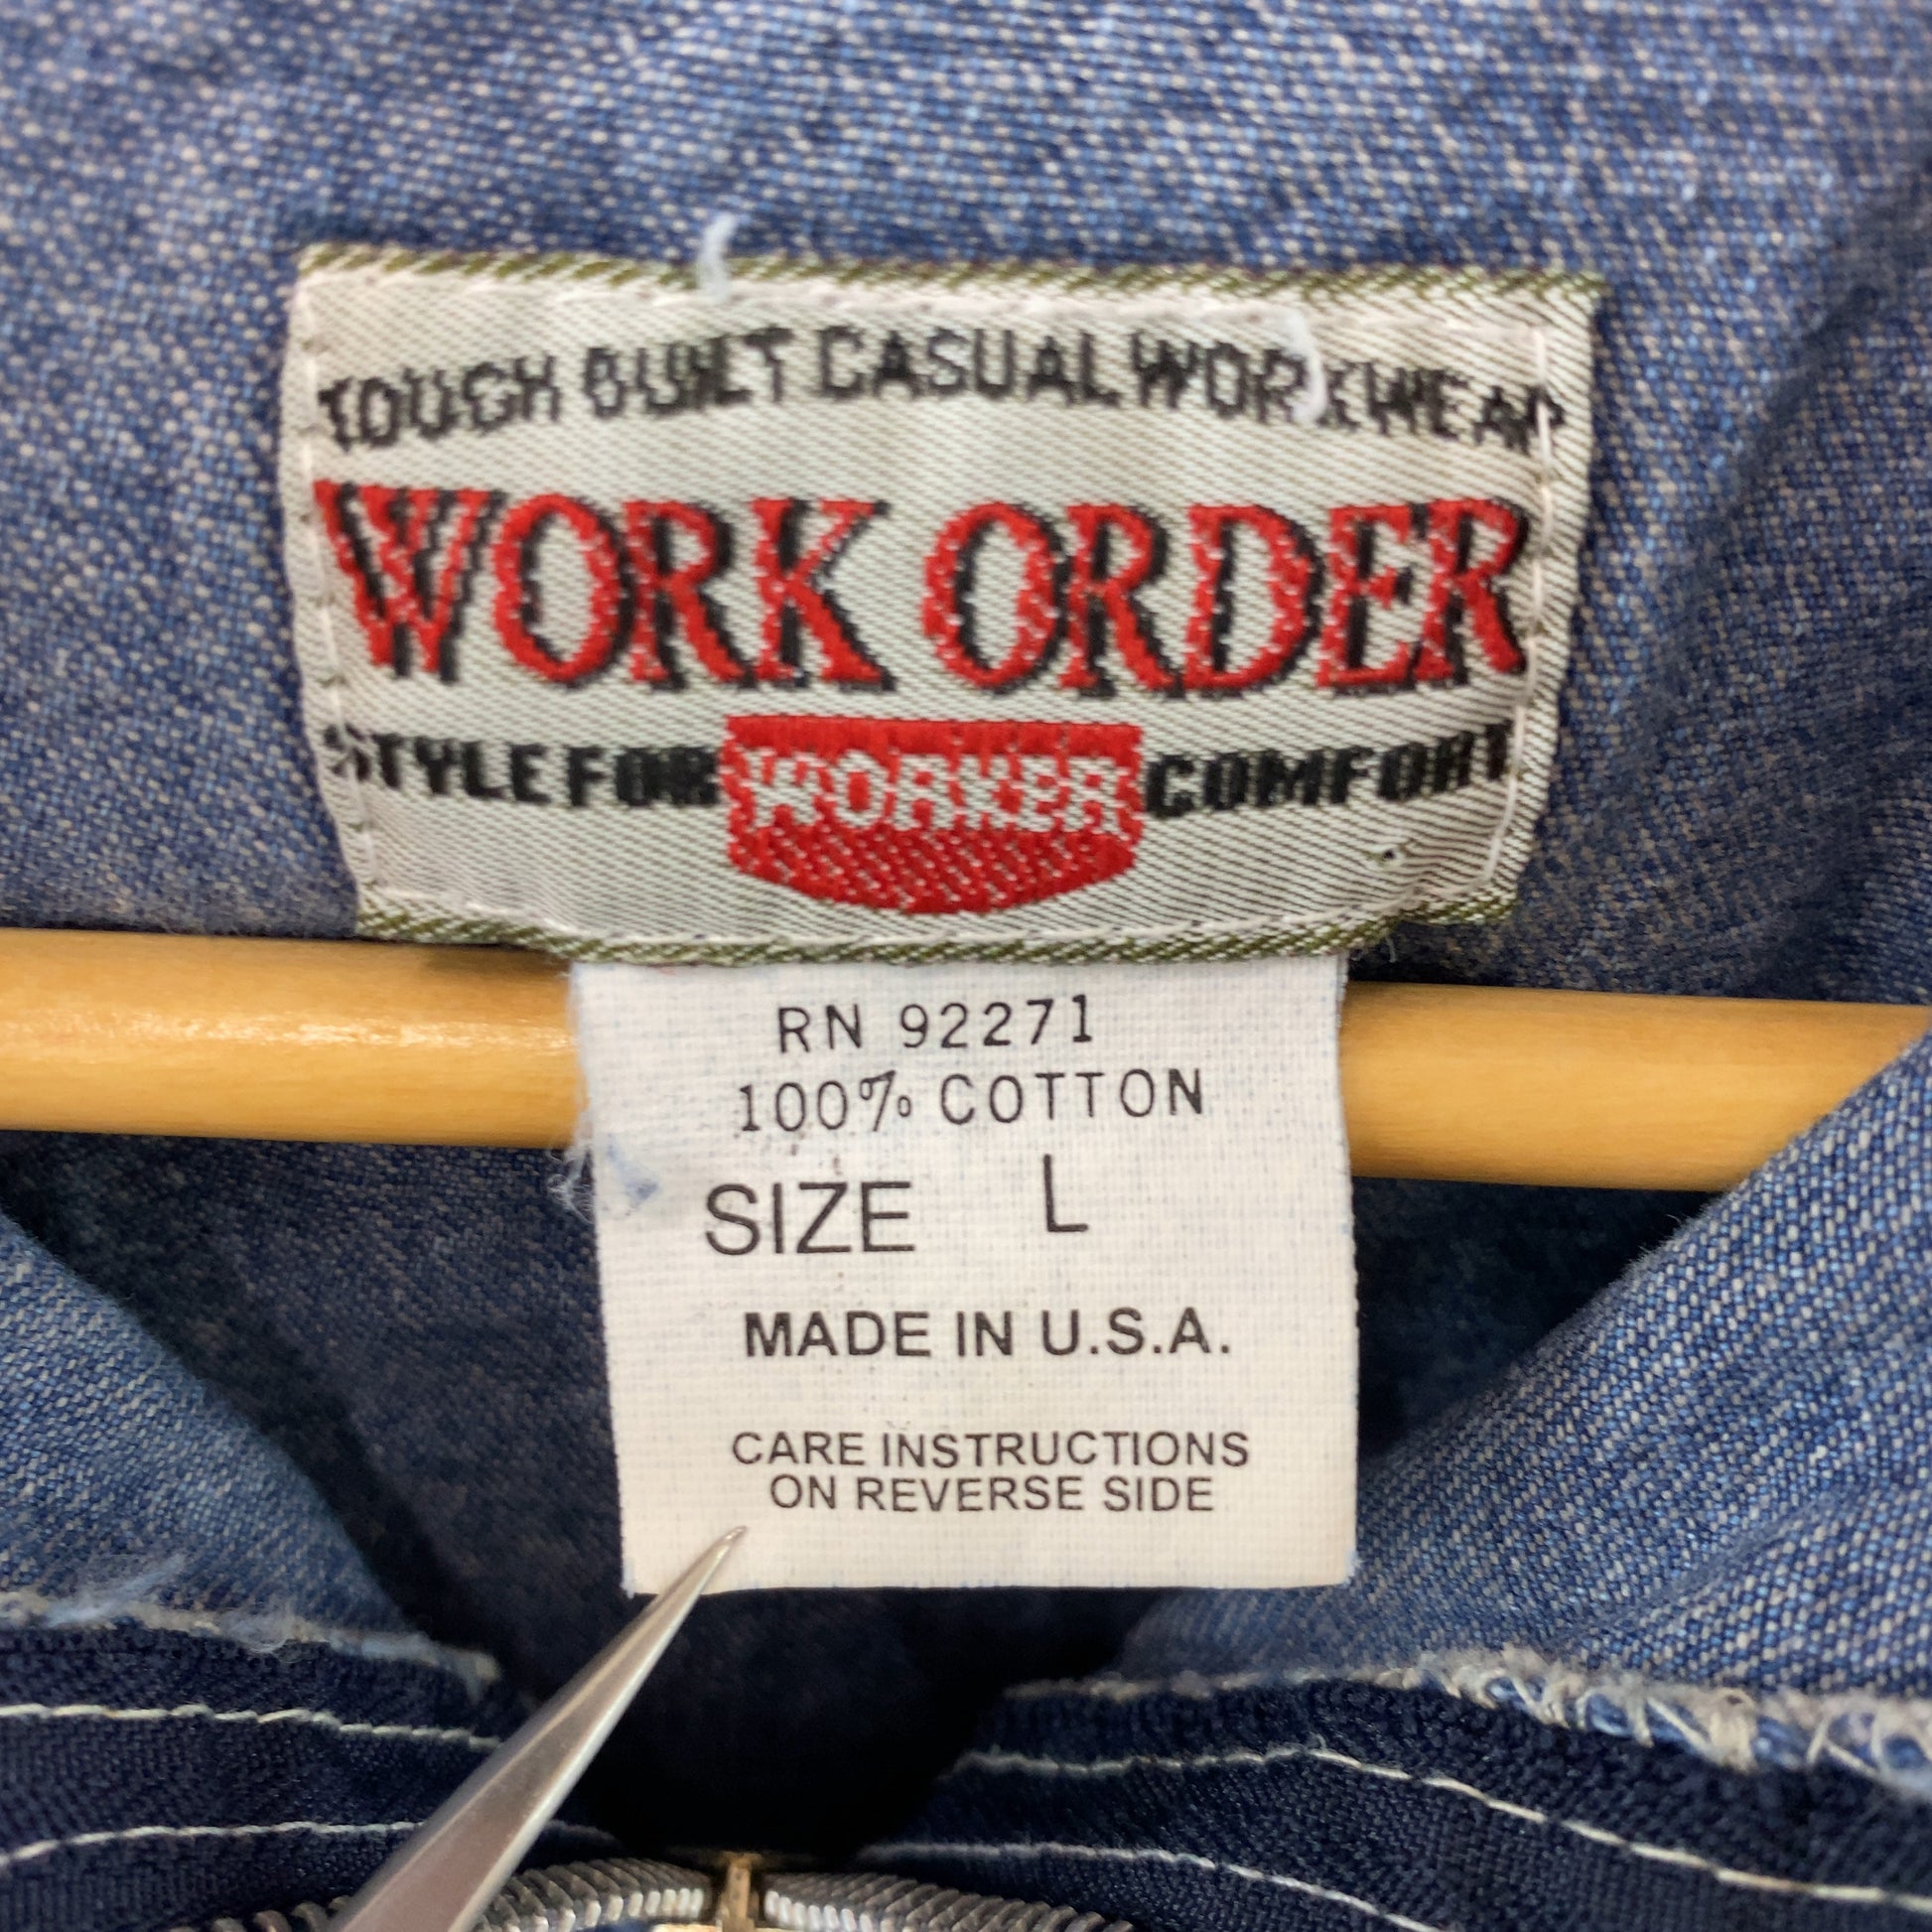 TOUGH BUILT CASUAL WORKWEAR
WORK ORDER
STYLE FOR WORKER COMFORT
RN 92271
100% COTTON
SIZE L
MADE IN U.S.A.
CARE INSTRUCTIONS
ON REVERSE SIDE